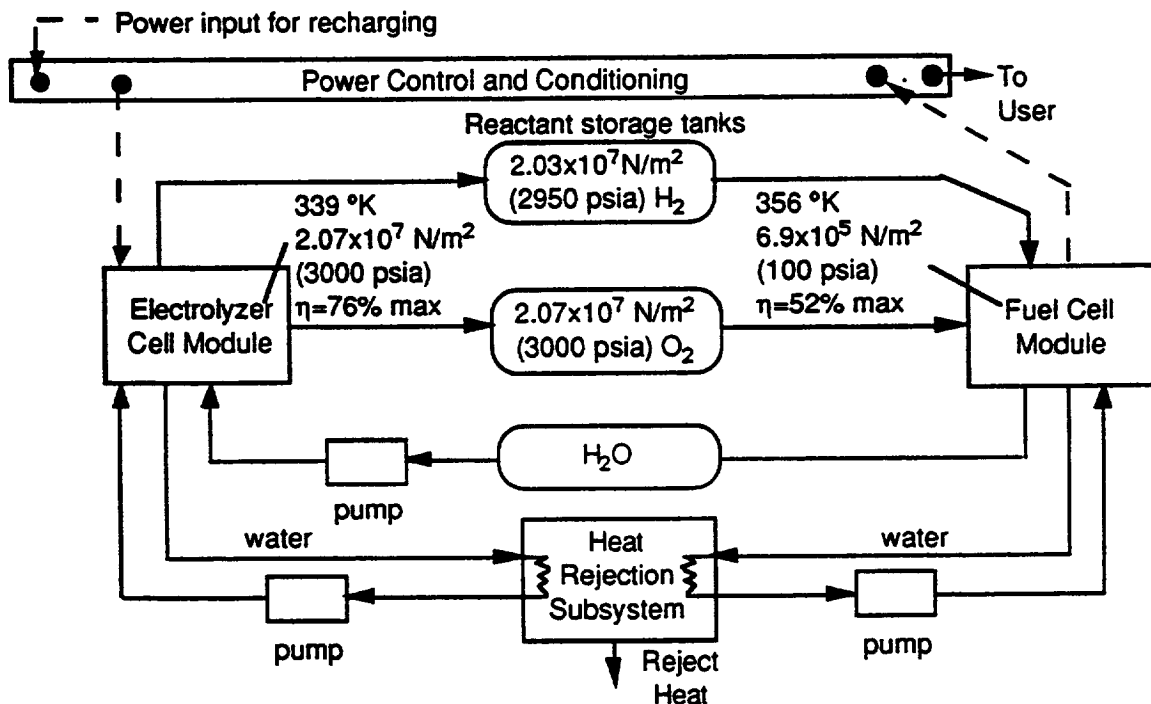 Power input for recharging
Power Control and Conditioning
To
User
Reactant storage tanks
2.03x10⁷N/m²
(2950 psia) H₂
339 °K
2.07x10⁷ N/m²
(3000 psia)
η=76% max
356 °K
6.9x10⁵ N/m²
(100 psia)
η=52% max
Electrolyzer
Cell Module
2.07x10⁷ N/m²
(3000 psia) O₂
Fuel Cell
Module
H₂O
pump
water
Heat
Rejection
Subsystem
water
pump
pump
Reject
Heat